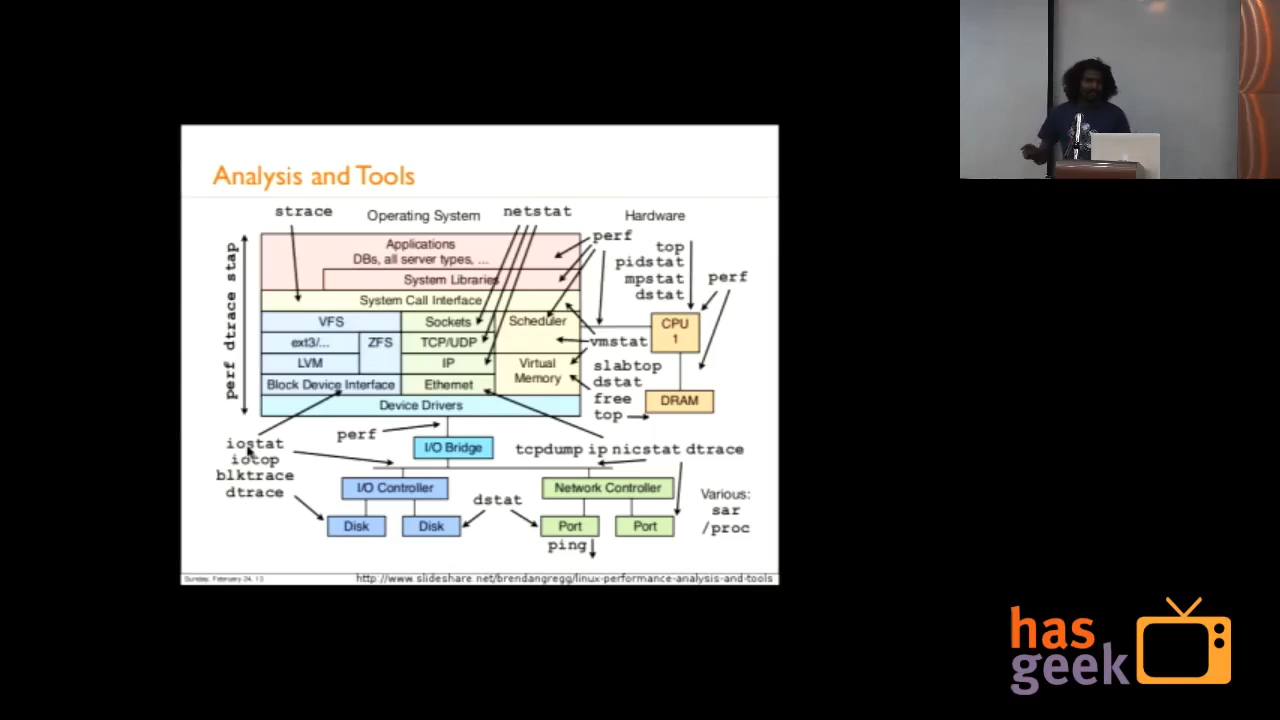 Analysis and Tools
strace
Operating System
netstat
Hardware
perf
Applications
DBs, all server types, ...
System Libraries
System Call Interface
VFS
Sockets
Scheduler
ext3/...
ZFS
TCP/UDP
LVM
IP
Virtual
Memory
Block Device Interface
Ethernet
Device Drivers
perf dtrace stap
top
pidstat
mpstat
dstat
perf
CPU
1
vmstat
slabtop
dstat
free
top
DRAM
iostat
iotop
blktrace
dtrace
perf
I/O Bridge
tcpdump ip nicstat dtrace
I/O Controller
Network Controller
Disk
Disk
dstat
Port
Port
ping
Various:
sar
/proc
Sunday, February 24, 13
http://www.slideshare.net/brendangregg/linux-performance-analysis-and-tools
has
geek